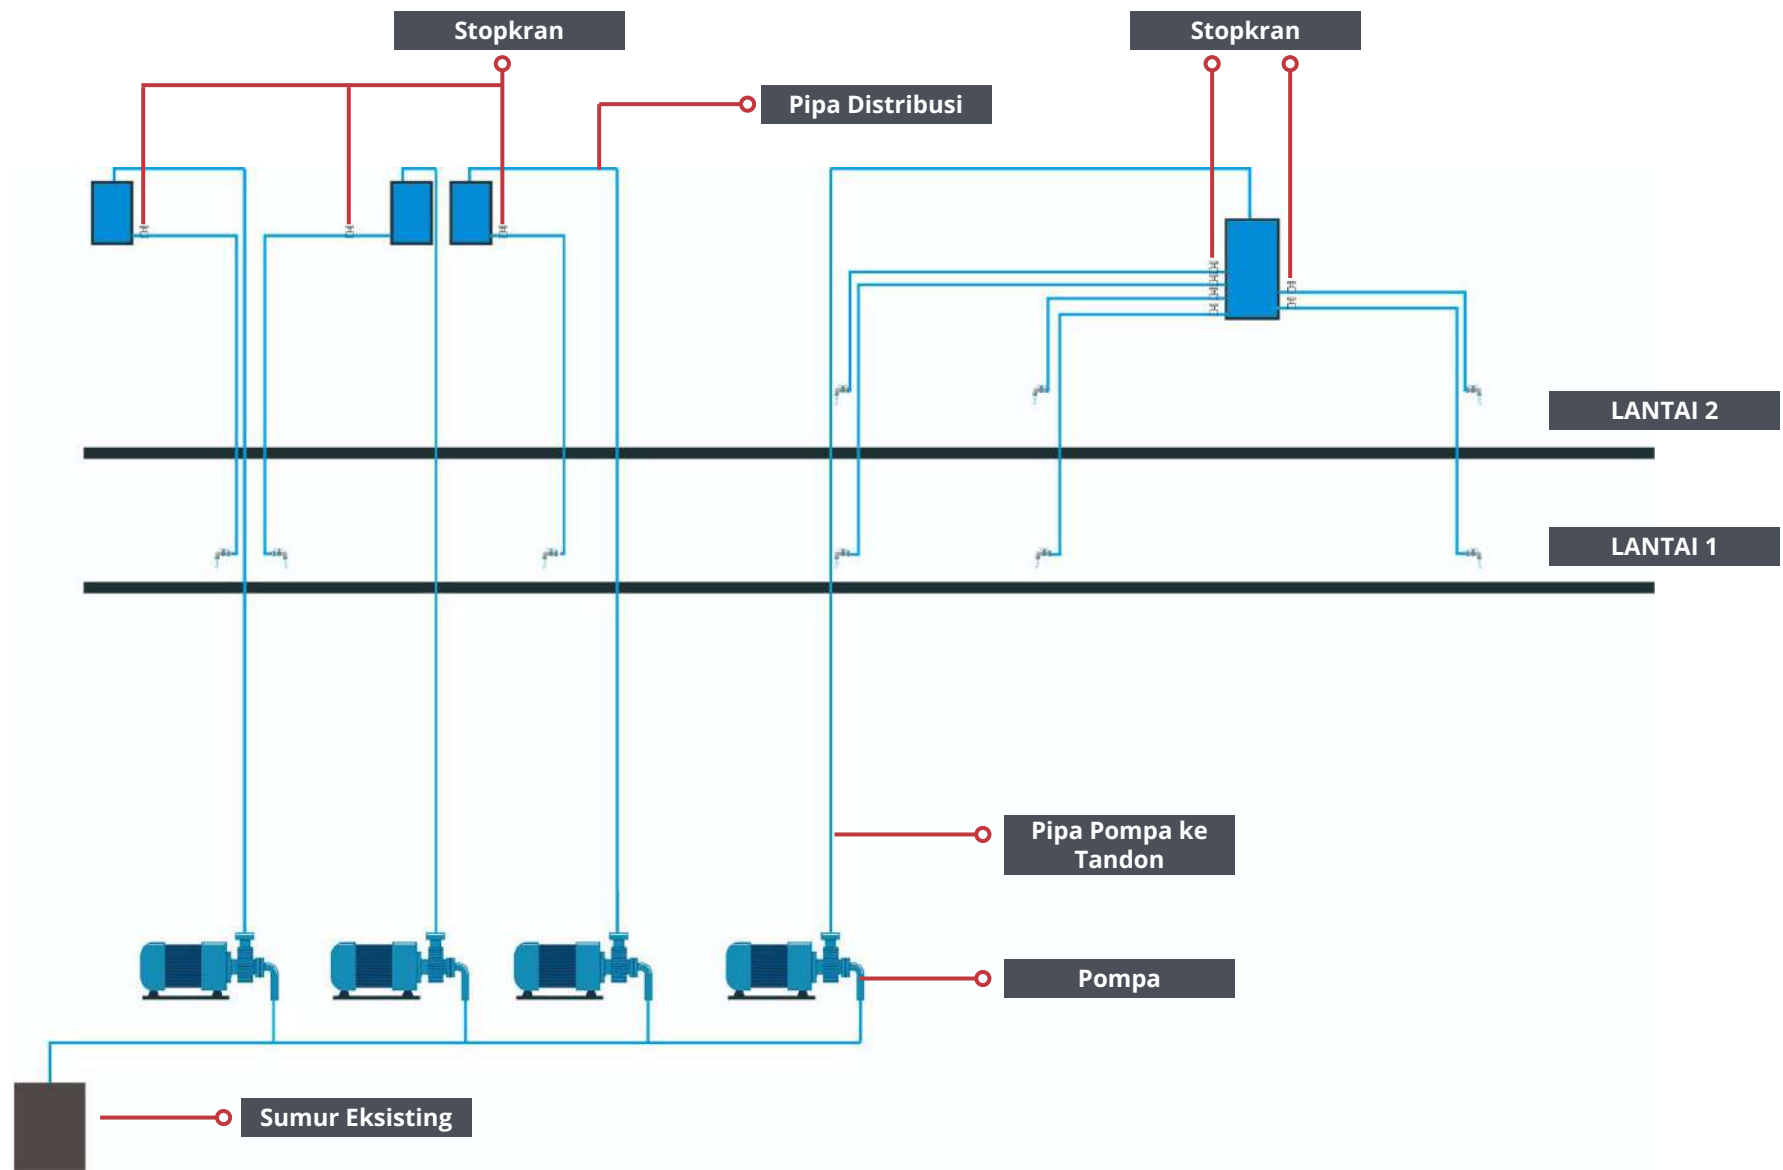 Stopkran
Stopkran
Pipa Distribusi
LANTAI 2
LANTAI 1
Pipa Pompa ke
Tandon
Pompa
Sumur Eksisting